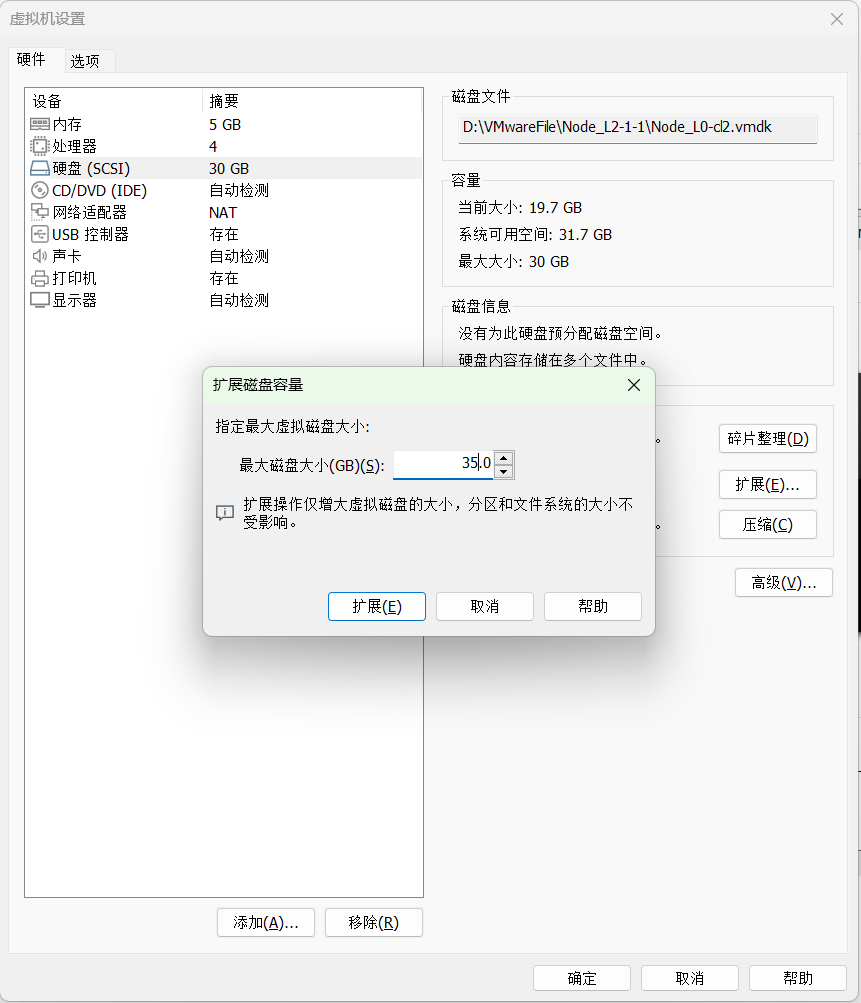 虚拟机设置
硬件
选项
设备 摘要
内存 5 GB
处理器 4
硬盘 (SCSI) 30 GB
CD/DVD (IDE) 自动检测
网络适配器 NAT
USB 控制器 存在
声卡 自动检测
打印机 存在
显示器 自动检测
磁盘文件
D:\VMwareFile\Node_L2-1-1\Node_L0-cl2.vmdk
容量
当前大小: 19.7 GB
系统可用空间: 31.7 GB
最大大小: 30 GB
磁盘信息
没有为此硬盘预分配磁盘空间。
硬盘内容存储在多个文件中。
扩展磁盘容量
指定最大虚拟磁盘大小:
最大磁盘大小(GB)(S): 35.0
扩展操作仅增大虚拟磁盘的大小，分区和文件系统的大小不
受影响。
扩展(E) 取消 帮助
。 碎片整理(D)
扩展(E)...
。 压缩(C)
高级(V)...
添加(A)... 移除(R)
确定 取消 帮助